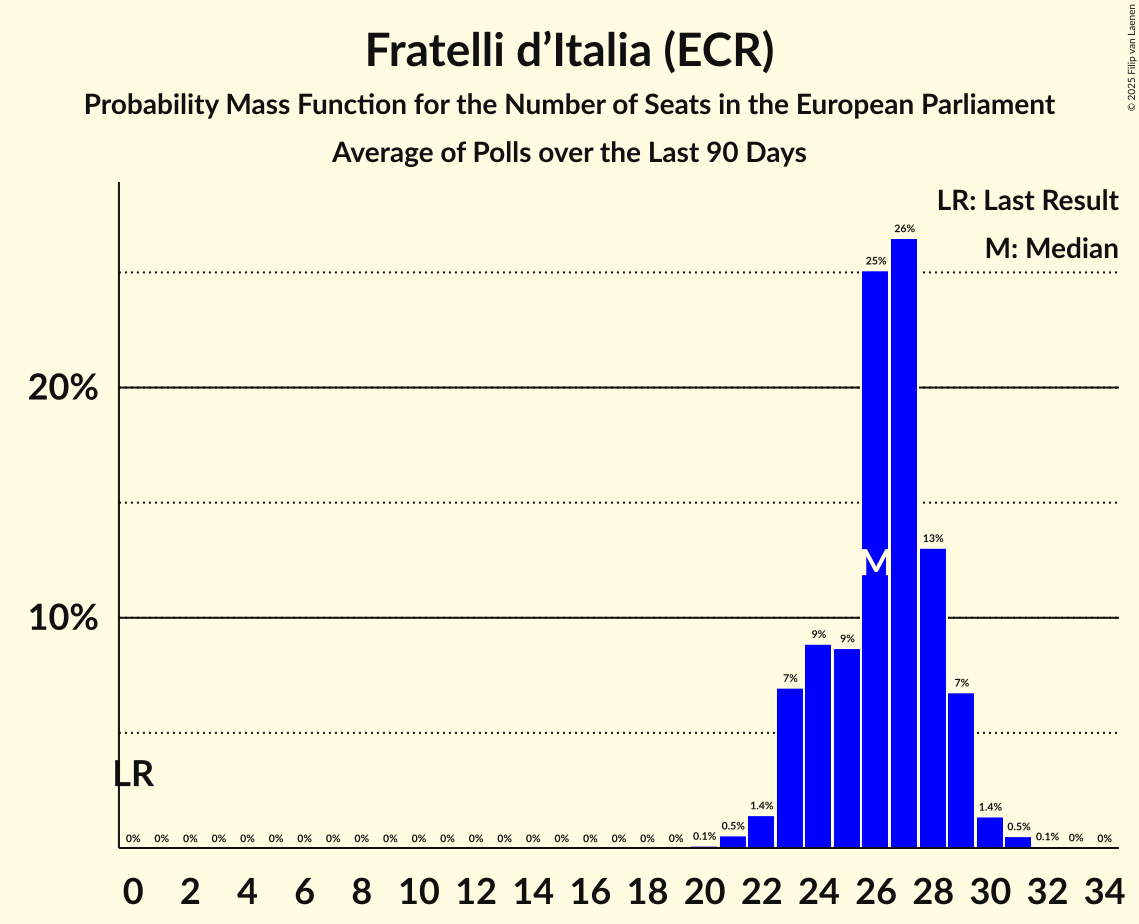 Fratelli d’Italia (ECR)
Probability Mass Function for the Number of Seats in the European Parliament
Average of Polls over the Last 90 Days
© 2025 Filip van Laenen
LR: Last Result
M: Median
26%
25%
20%
13%
M
10%
9%
9%
7%
7%
LR
1.4%
1.4%
0.5%
0.5%
0% 0% 0% 0% 0% 0% 0% 0% 0% 0% 0% 0% 0% 0% 0% 0% 0% 0% 0% 0% 0.1% 0.1% 0% 0%
0 2 4 6 8 10 12 14 16 18 20 22 24 26 28 30 32 34